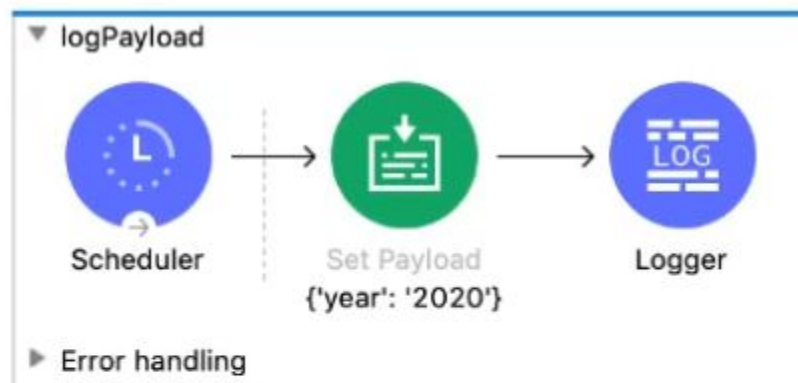 logPayload
LOG
Scheduler
Set Payload
Logger
{'year': '2020'}
Error handling